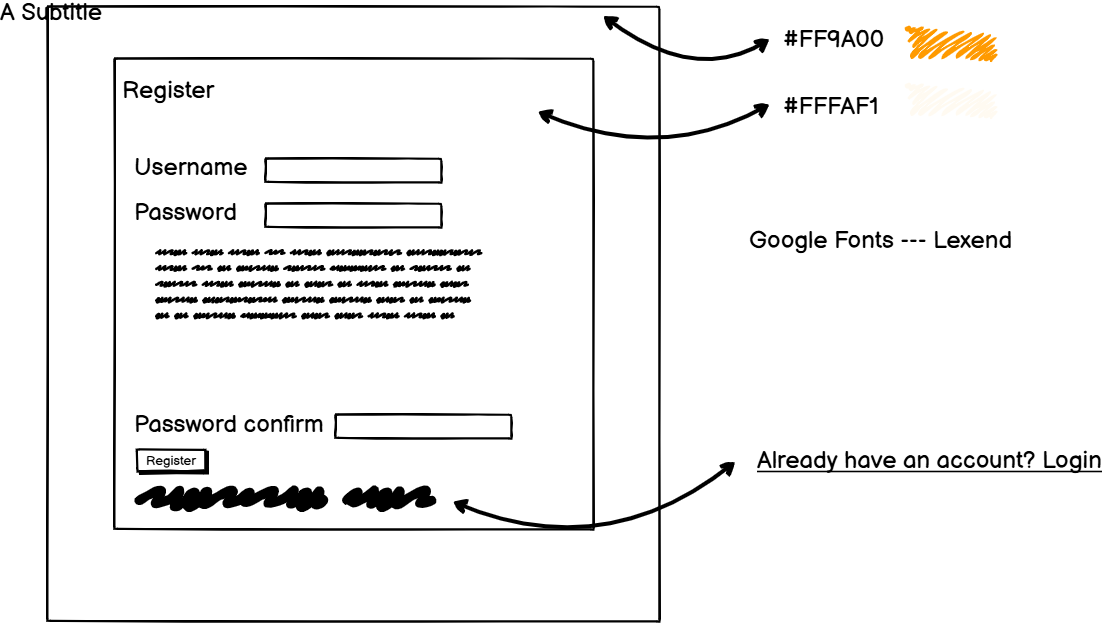 A Subtitle
#FF9A00
Register
#FFFAF1
Username
Password
Google Fonts --- Lexend
Password confirm
Register
Already have an account? Login